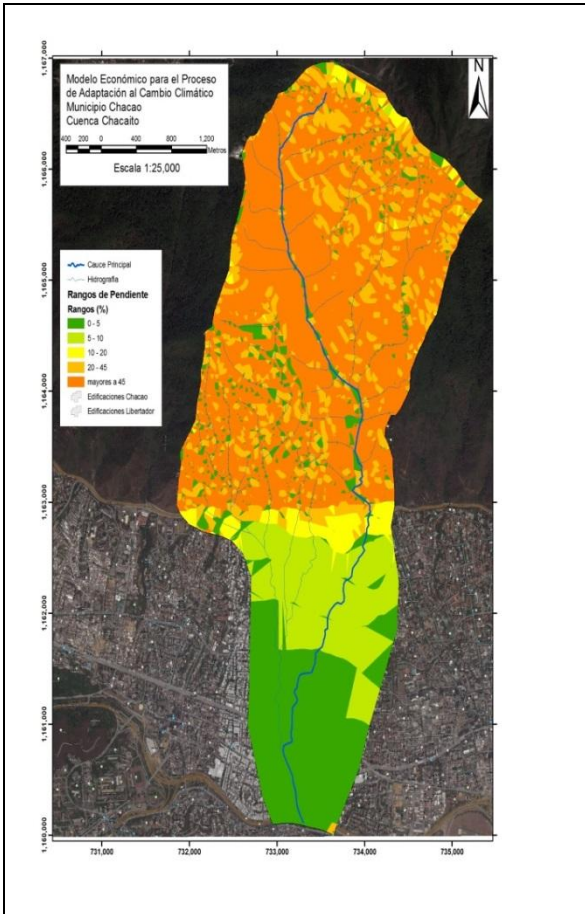 Modelo Económico para el Proceso
de Adaptación al Cambio Climático
Municipio Chacao
Cuenca Chacaito
400 200 0 400 800 1,200
Metros
Escala 1:25,000
N
Cauce Principal
Hidrografía
Rangos de Pendiente
Rangos (%)
0 - 5
5 - 10
10 - 20
20 - 45
mayores a 45
Edificaciones Chacao
Edificaciones Libertador
1,167,000
1,166,000
1,165,000
1,164,000
1,163,000
1,162,000
1,161,000
1,160,000
731,000
732,000
733,000
734,000
735,000